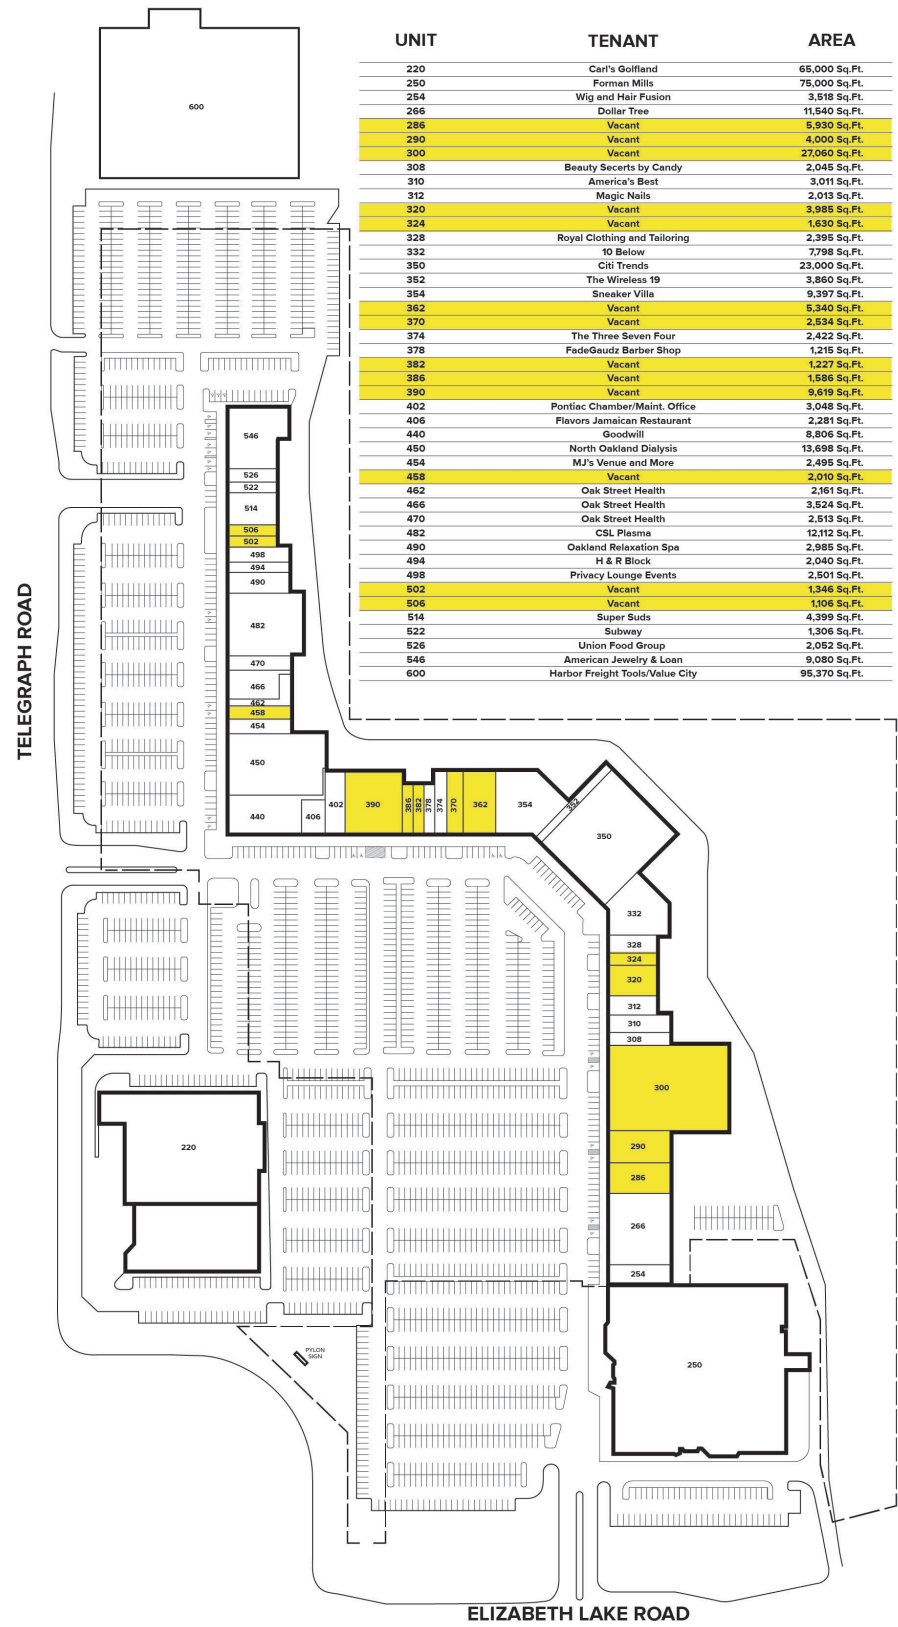 UNIT TENANT AREA
220 Carl's Golfland 65,000 Sq.Ft.
250 Forman Mills 75,000 Sq.Ft.
254 Wig and Hair Fusion 3,518 Sq.Ft.
266 Dollar Tree 11,540 Sq.Ft.
286 Vacant 5,930 Sq.Ft.
290 Vacant 4,000 Sq.Ft.
300 Vacant 27,060 Sq.Ft.
308 Beauty Secerts by Candy 2,045 Sq.Ft.
310 America's Best 3,011 Sq.Ft.
312 Magic Nails 2,013 Sq.Ft.
320 Vacant 3,985 Sq.Ft.
324 Vacant 1,630 Sq.Ft.
328 Royal Clothing and Tailoring 2,395 Sq.Ft.
332 10 Below 7,798 Sq.Ft.
350 Citi Trends 23,000 Sq.Ft.
352 The Wireless 19 3,860 Sq.Ft.
354 Sneaker Villa 9,397 Sq.Ft.
362 Vacant 5,340 Sq.Ft.
370 Vacant 2,534 Sq.Ft.
374 The Three Seven Four 2,422 Sq.Ft.
378 FadeGaudz Barber Shop 1,215 Sq.Ft.
382 Vacant 1,227 Sq.Ft.
386 Vacant 1,586 Sq.Ft.
390 Vacant 9,619 Sq.Ft.
402 Pontiac Chamber/Maint. Office 3,048 Sq.Ft.
406 Flavors Jamaican Restaurant 2,281 Sq.Ft.
440 Goodwill 8,806 Sq.Ft.
450 North Oakland Dialysis 13,698 Sq.Ft.
454 MJ's Venue and More 2,495 Sq.Ft.
458 Vacant 2,010 Sq.Ft.
462 Oak Street Health 2,161 Sq.Ft.
466 Oak Street Health 3,524 Sq.Ft.
470 Oak Street Health 2,513 Sq.Ft.
482 CSL Plasma 12,112 Sq.Ft.
490 Oakland Relaxation Spa 2,985 Sq.Ft.
494 H & R Block 2,040 Sq.Ft.
498 Privacy Lounge Events 2,501 Sq.Ft.
502 Vacant 1,346 Sq.Ft.
506 Vacant 1,106 Sq.Ft.
514 Super Suds 4,399 Sq.Ft.
522 Subway 1,306 Sq.Ft.
526 Union Food Group 2,052 Sq.Ft.
546 American Jewelry & Loan 9,080 Sq.Ft.
600 Harbor Freight Tools/Value City 95,370 Sq.Ft.
600
546
526
522
514
506
502
498
494
490
482
470
466
462
458
454
450
440
406
402
390
386
382
378
374
370
362
354
352
350
332
328
324
320
312
310
308
300
290
286
266
254
250
220
PYLON
SIGN
TELEGRAPH ROAD
ELIZABETH LAKE ROAD